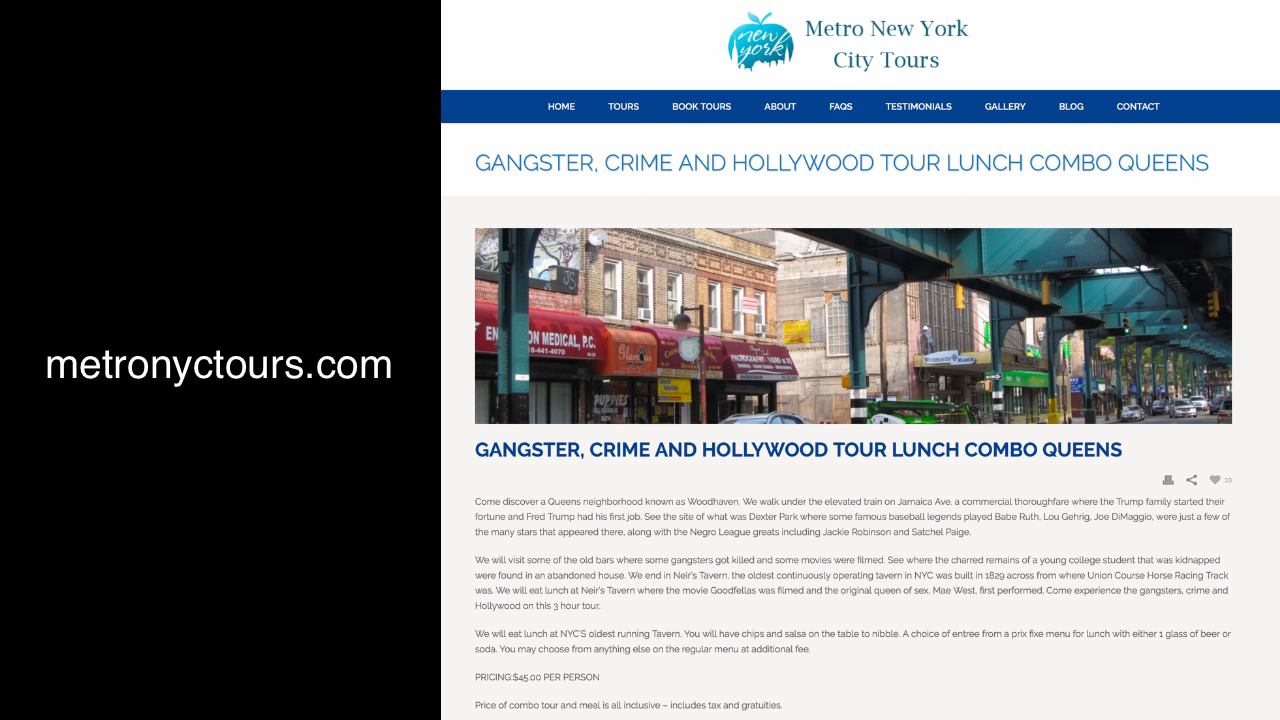 metronyctours.com
new york
Metro New York
City Tours
HOME TOURS BOOK TOURS ABOUT FAQS TESTIMONIALS GALLERY BLOG CONTACT
GANGSTER, CRIME AND HOLLYWOOD TOUR LUNCH COMBO QUEENS
MEDICAL, P.C.
PUPPIES
GANGSTER, CRIME AND HOLLYWOOD TOUR LUNCH COMBO QUEENS
10
Come discover a Queens neighborhood known as Woodhaven. We walk under the elevated train on Jamaica Ave, a commercial thoroughfare where the Trump family started their
fortune and Fred Trump had his first job. See the site of what was Dexter Park where some famous baseball legends played Babe Ruth, Lou Gehrig, Joe DiMaggio, were just a few of
the many stars that appeared there, along with the Negro League greats including Jackie Robinson and Satchel Paige.
We will visit some of the old bars where some gangsters got killed and some movies were filmed. See where the charred remains of a young college student that was kidnapped
were found in an abandoned house. We end in Neir's Tavern, the oldest continuously operating tavern in NYC was built in 1829 across from where Union Course Horse Racing Track
was. We will eat lunch at Neir's Tavern where the movie Goodfellas was filmed and the original queen of sex, Mae West, first performed. Come experience the gangsters, crime and
Hollywood on this 3 hour tour.
We will eat lunch at NYC'S oldest running Tavern. You will have chips and salsa on the table to nibble. A choice of entree from a prix fixe menu for lunch with either 1 glass of beer or
soda. You may choose from anything else on the regular menu at additional fee.
PRICING:$45.00 PER PERSON
Price of combo tour and meal is all inclusive – includes tax and gratuities.